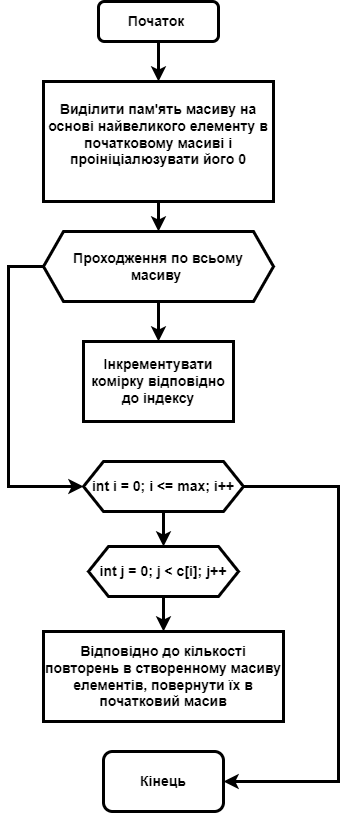 Початок
Виділити пам'ять масиву на
основі найвеликого елементу в
початковому масиві і
проініціалюзувати його 0
Проходження по всьому
масиву
Інкрементувати
комірку відповідно
до індексу
int i = 0; i <= max; i++
int j = 0; j < c[i]; j++
Відповідно до кількості
повторень в створенному масиву
елементів, повернути їх в
початковий масив
Кінець